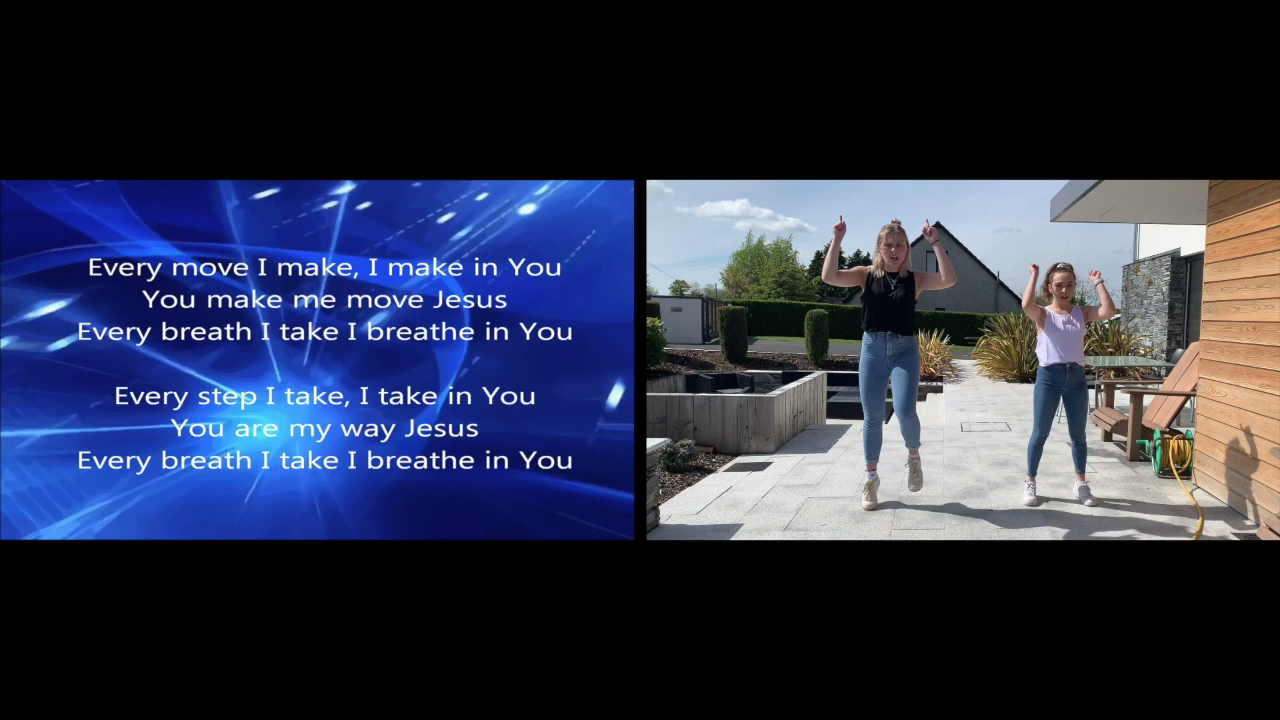 Every move I make, I make in You
You make me move Jesus
Every breath I take I breathe in You
Every step I take, I take in You
You are my way Jesus
Every breath I take I breathe in You